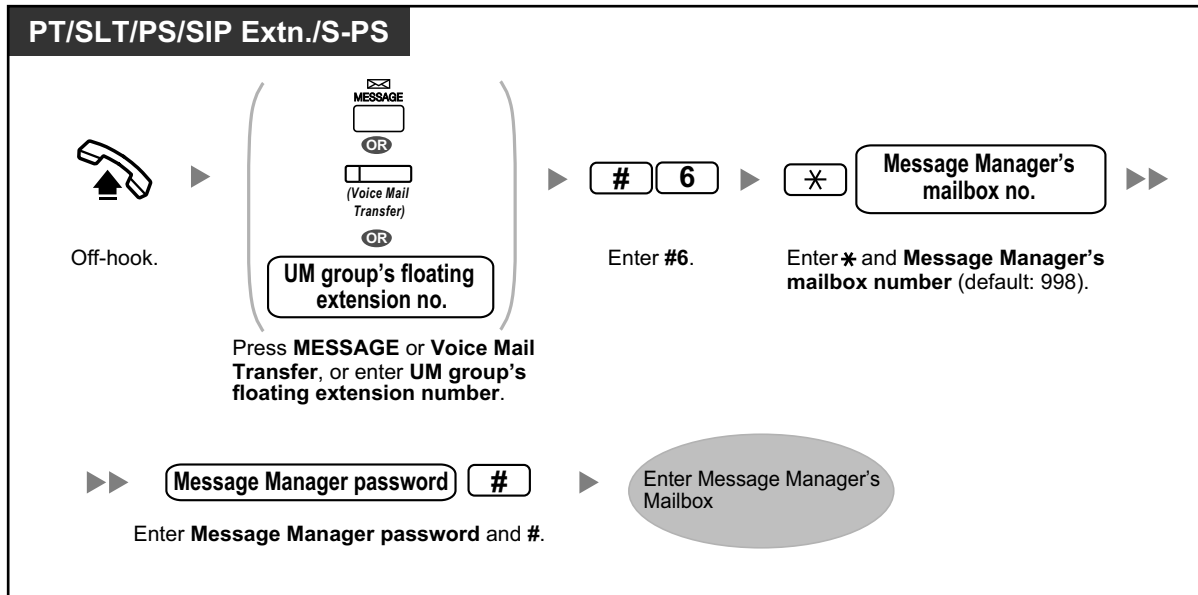 PT/SLT/PS/SIP Extn./S-PS
MESSAGE
OR
(Voice Mail
Transfer)
OR
UM group's floating
extension no.
# 6
Message Manager's
mailbox no.
Off-hook.
Press MESSAGE or Voice Mail
Transfer, or enter UM group's
floating extension number.
Enter #6.
Enter * and Message Manager's
mailbox number (default: 998).
Message Manager password #
Enter Message Manager password and #.
Enter Message Manager's
Mailbox